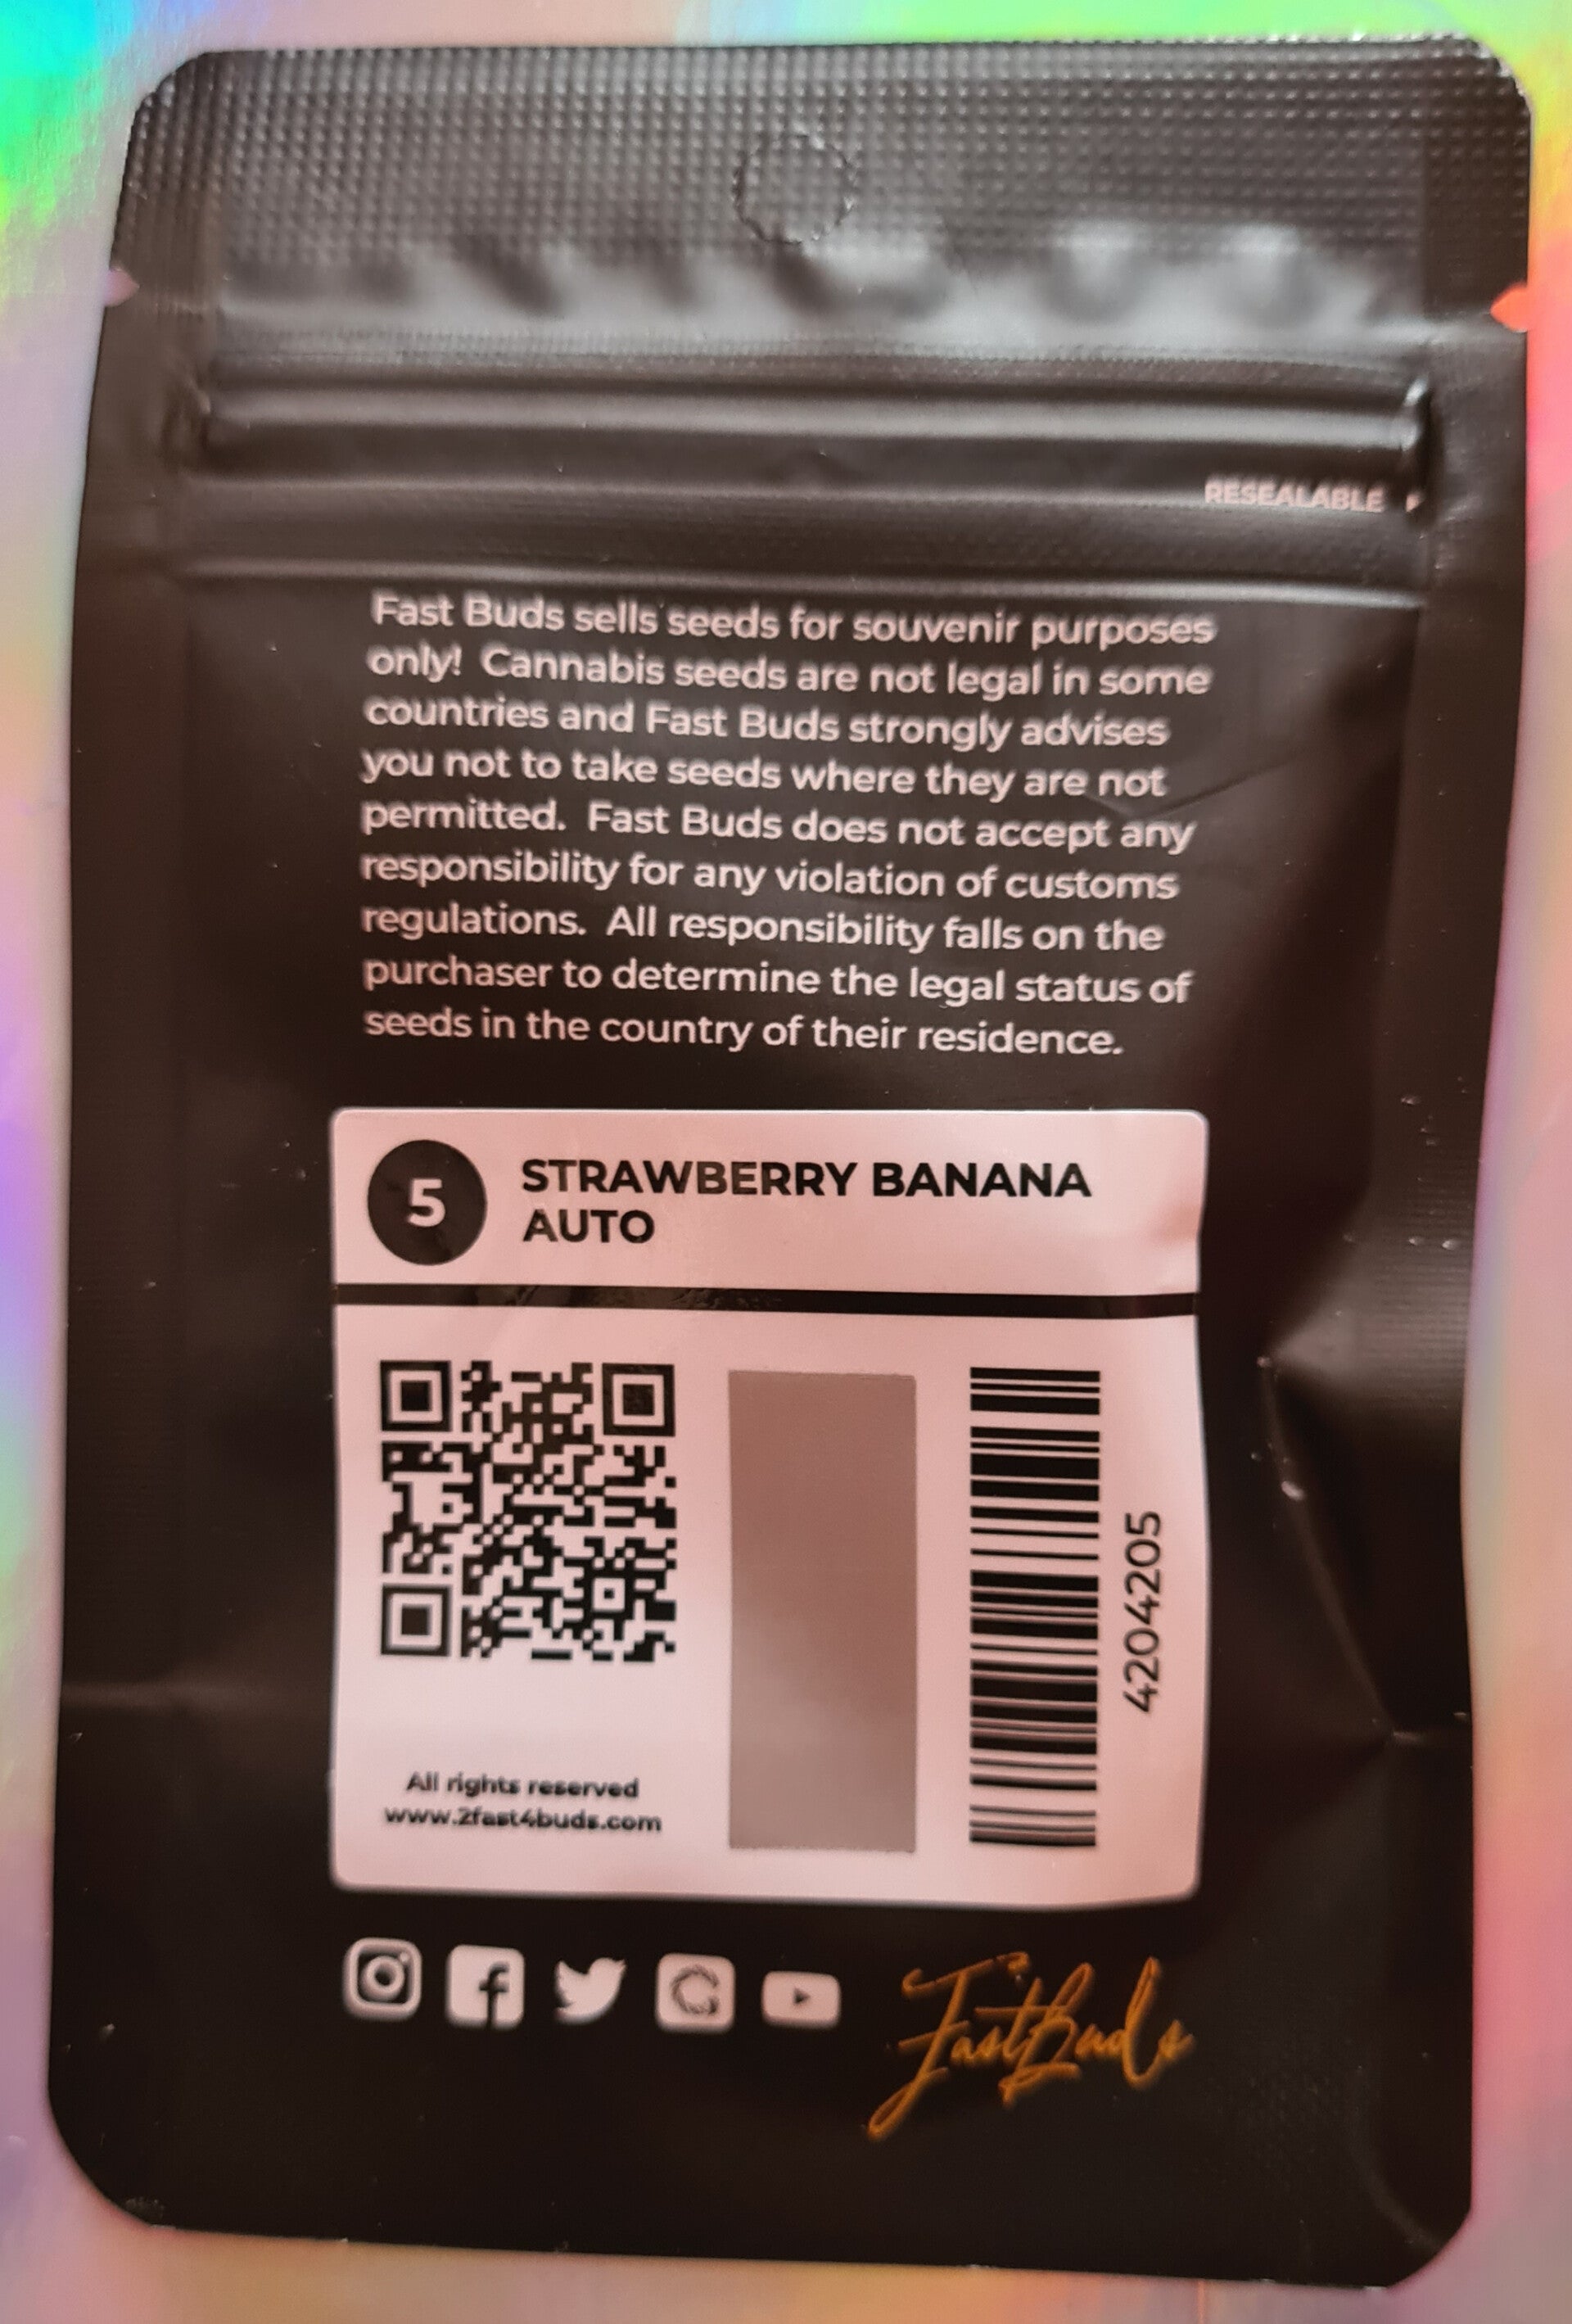 RESEALABLE
Fast Buds sells seeds for souvenir purposes
only! Cannabis seeds are not legal in some
countries and Fast Buds strongly advises
you not to take seeds where they are not
permitted. Fast Buds does not accept any
responsibility for any violation of customs
regulations. All responsibility falls on the
purchaser to determine the legal status of
seeds in the country of their residence.
5
STRAWBERRY BANANA
AUTO
4204205
All rights reserved
www.2fast4buds.com
FastBuds